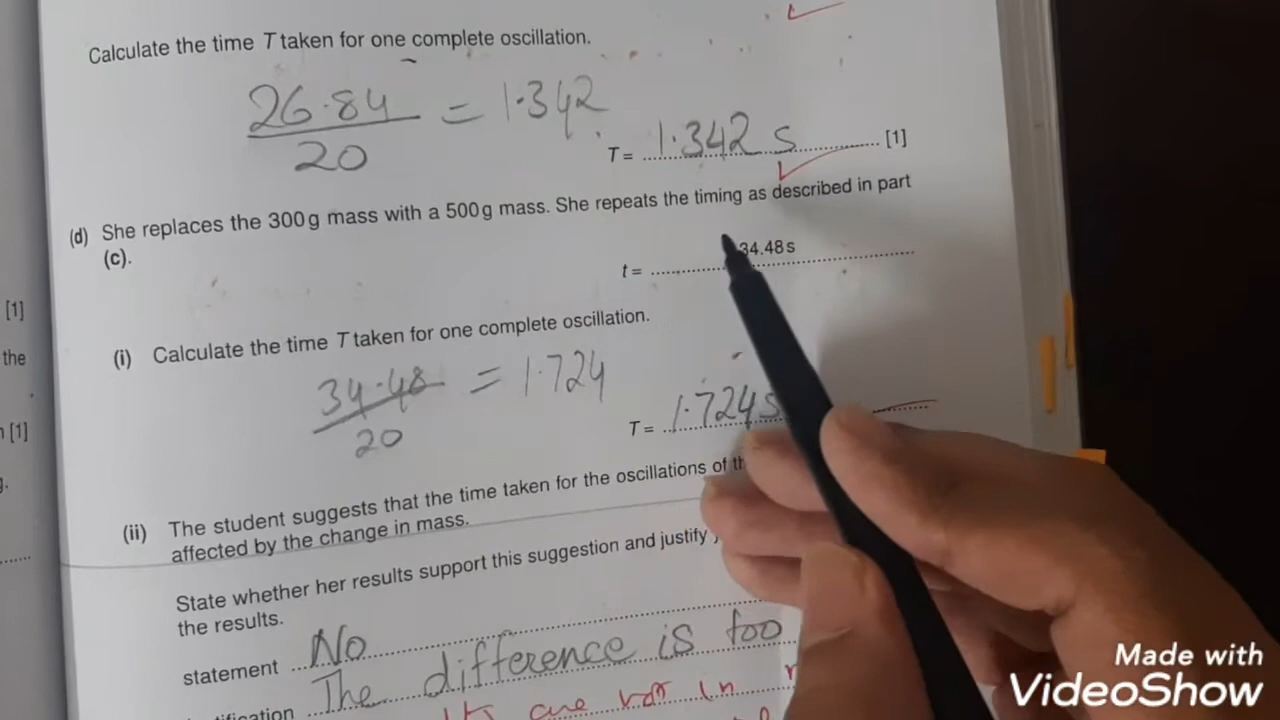 Calculate the time T taken for one complete oscillation.
26.84 / 20 = 1.342
T = 1.342 s [1]
(d) She replaces the 300 g mass with a 500 g mass. She repeats the timing as described in part
(c).
t = 34.48 s
[1]
(i) Calculate the time T taken for one complete oscillation.
the
34.48 / 20 = 1.724
T = 1.724 s
[1]
(ii) The student suggests that the time taken for the oscillations of
affected by the change in mass.
State whether her results support this suggestion and justify
the results.
statement No
The difference is too
are not in
Made with
VideoShow